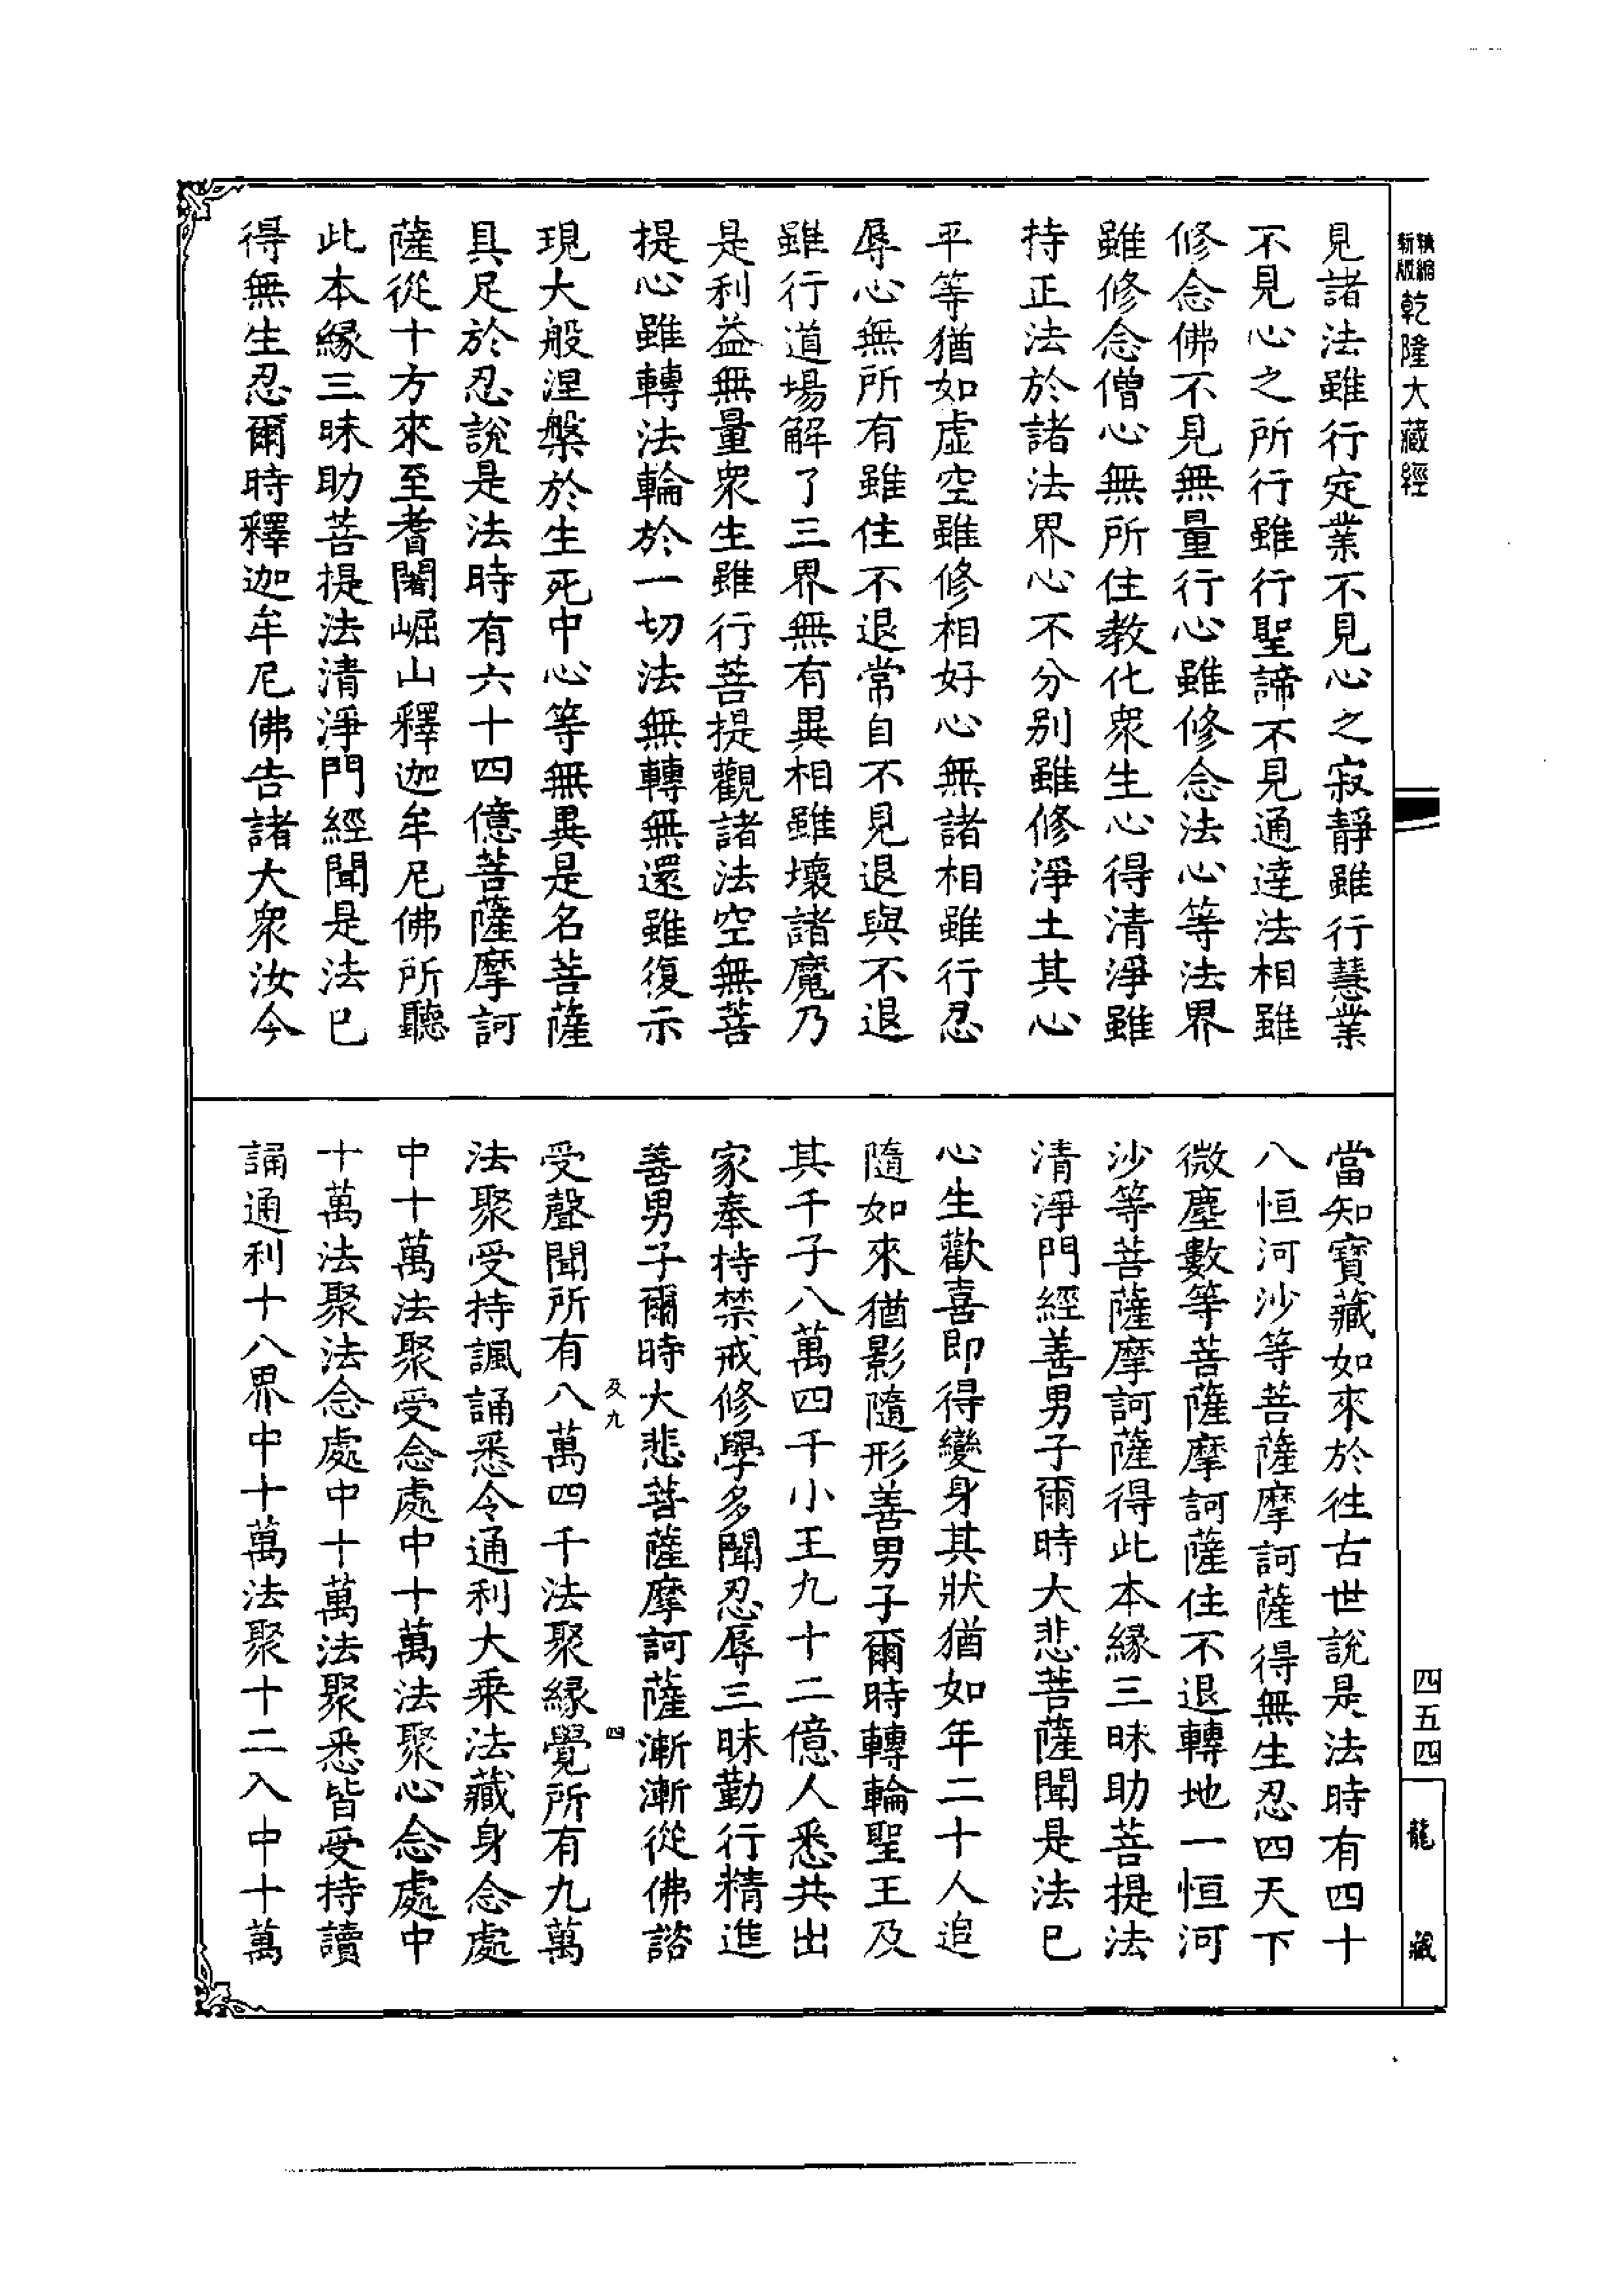 新版精縮乾隆大藏經
見諸法雖行定業不見心之寂靜雖行慧業
不見心之所行雖行聖諦不見通達法相雖
修念佛不見無量行心雖修念法心等法界
雖修念僧心無所住教化衆生心得清淨雖
持正法於諸法界心不分別雖修淨土其心
平等猶如虛空雖修相好心無諸相雖行忍
辱心無所有雖住不退常自不見退與不退
雖行道場解了三界無有異相雖壞諸魔乃
是利益無量衆生雖行菩提觀諸法空無菩
提心雖轉法輪於一切法無轉無還雖復示
現大般涅槃於生死中心等無異是名菩薩
具足於忍說是法時有六十四億菩薩摩訶
薩從十方來至耆闍崛山釋迦牟尼佛所聽
此本緣三昧助菩提法清淨門經聞是法已
得無生忍爾時釋迦牟尼佛告諸大衆汝今
當知寶藏如來於往古世說是法時有四十
八恒河沙等菩薩摩訶薩得無生忍四天下
微塵數等菩薩摩訶薩住不退轉地一恒河
沙等菩薩摩訶薩得此本緣三昧助菩提法
清淨門經善男子爾時大悲菩薩聞是法已
心生歡喜即得變身其狀猶如年二十人追
隨如來猶影隨形善男子爾時轉輪聖王及
其千子八萬四千小王九十二億人悉共出
家奉持禁戒修學多聞忍辱三昧勤行精進
善男子爾時大悲菩薩摩訶薩漸漸從佛諮
及九
四
受聲聞所有八萬四千法聚緣覺所有九萬
法聚受持諷誦悉令通利大乘法藏身念處
中十萬法聚受念處中十萬法聚心念處中
十萬法聚法念處中十萬法聚悉皆受持讀
誦通利十八界中十萬法聚十二入中十萬
四五四
龍藏